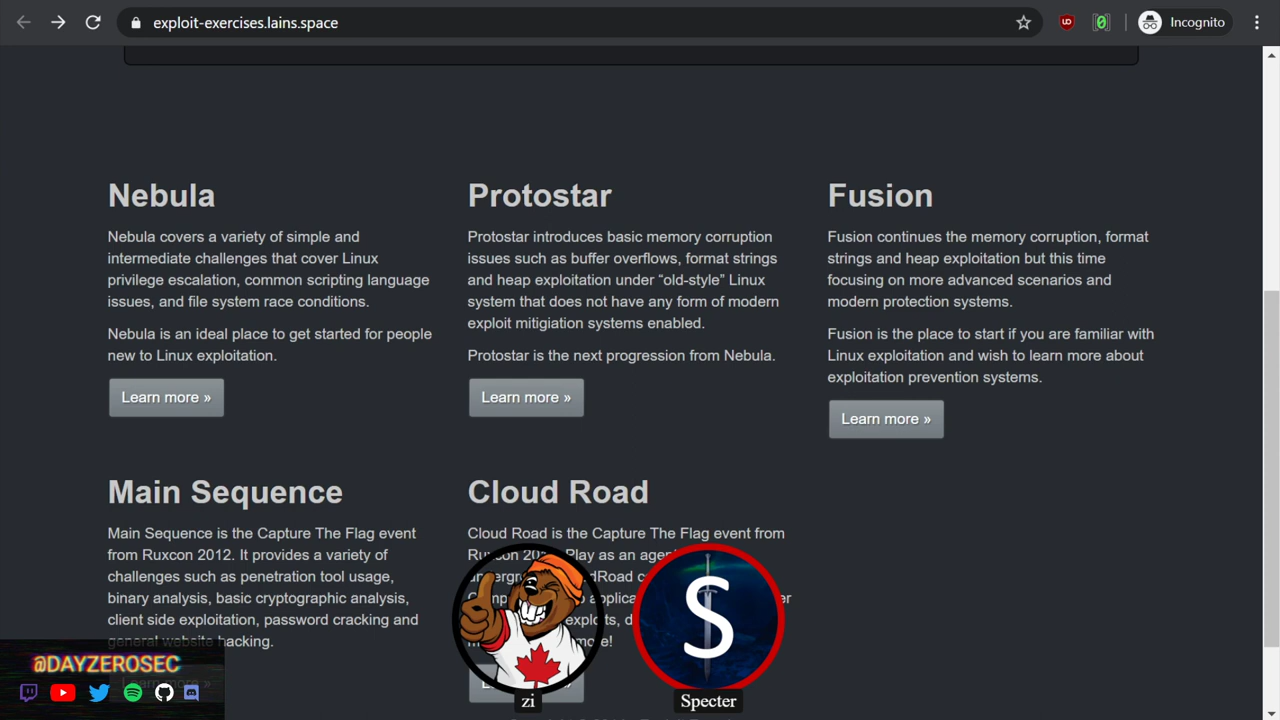 exploit-exercises.lains.space
Incognito
Nebula
Nebula covers a variety of simple and
intermediate challenges that cover Linux
privilege escalation, common scripting language
issues, and file system race conditions.
Nebula is an ideal place to get started for people
new to Linux exploitation.
Learn more »
Protostar
Protostar introduces basic memory corruption
issues such as buffer overflows, format strings
and heap exploitation under “old-style” Linux
system that does not have any form of modern
exploit mitigiation systems enabled.
Protostar is the next progression from Nebula.
Learn more »
Fusion
Fusion continues the memory corruption, format
strings and heap exploitation but this time
focusing on more advanced scenarios and
modern protection systems.
Fusion is the place to start if you are familiar with
Linux exploitation and wish to learn more about
exploitation prevention systems.
Learn more »
Main Sequence
Main Sequence is the Capture The Flag event
from Ruxcon 2012. It provides a variety of
challenges such as penetration tool usage,
binary analysis, basic cryptographic analysis,
client side exploitation, password cracking and
general website hacking.
Learn more »
Cloud Road
Cloud Road is the Capture The Flag event from
Play as an
@DAYZEROSEC
S
zi
Specter